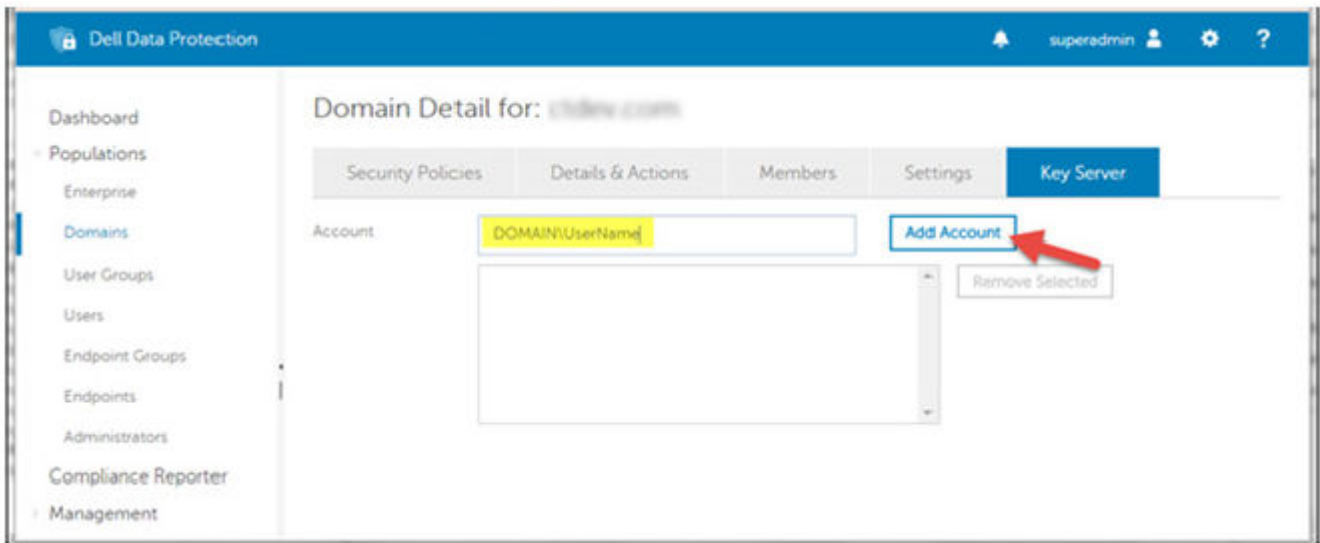 Dell Data Protection
superadmin
?
Dashboard
Populations
Enterprise
Domains
User Groups
Users
Endpoint Groups
Endpoints
Administrators
Compliance Reporter
Management
Domain Detail for:
Security Policies Details & Actions Members Settings Key Server
Account DOMAIN\UserName Add Account
Remove Selected